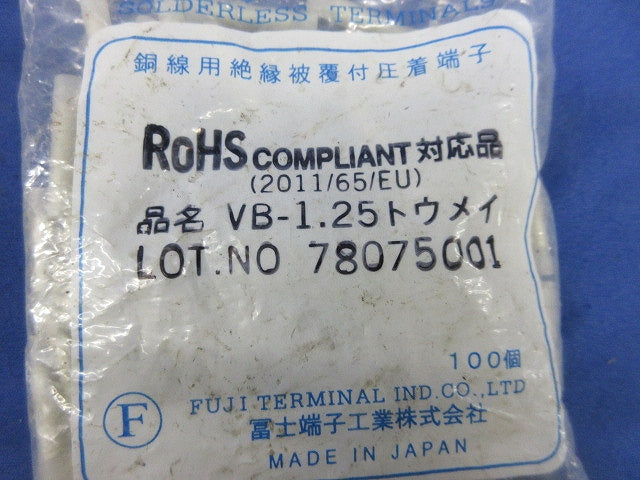 SOLDERLESS TERMINALS
銅線用絶縁被覆付圧着端子
RoHS COMPLIANT 対応品
(2011/65/EU)
品名 VB-1.25トウメイ
LOT.NO 78075001
100個
F
FUJI TERMINAL IND.CO.,LTD
冨士端子工業株式会社
MADE IN JAPAN